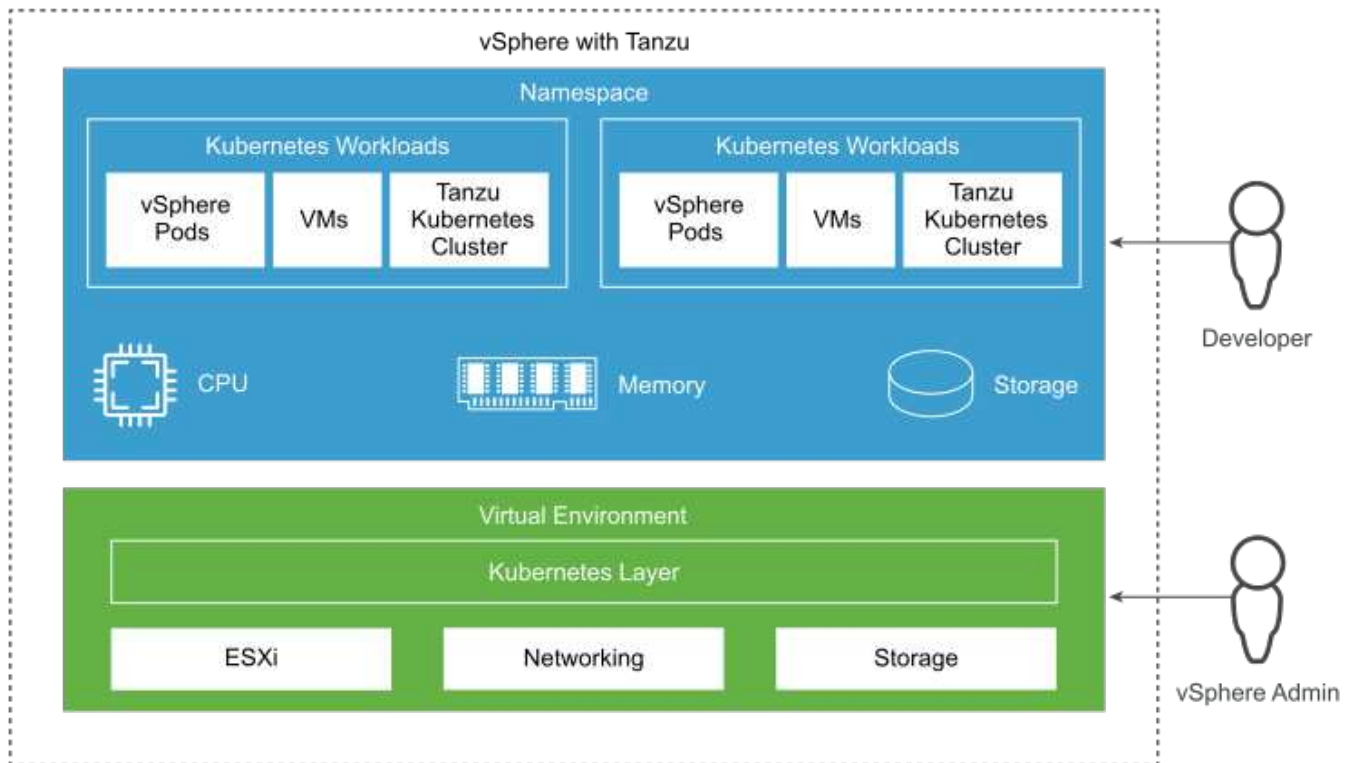 vSphere with Tanzu
Namespace
Kubernetes Workloads
vSphere
Pods
VMs
Tanzu
Kubernetes
Cluster
Kubernetes Workloads
vSphere
Pods
VMs
Tanzu
Kubernetes
Cluster
Developer
CPU
Memory
Storage
Virtual Environment
Kubernetes Layer
ESXi
Networking
Storage
vSphere Admin